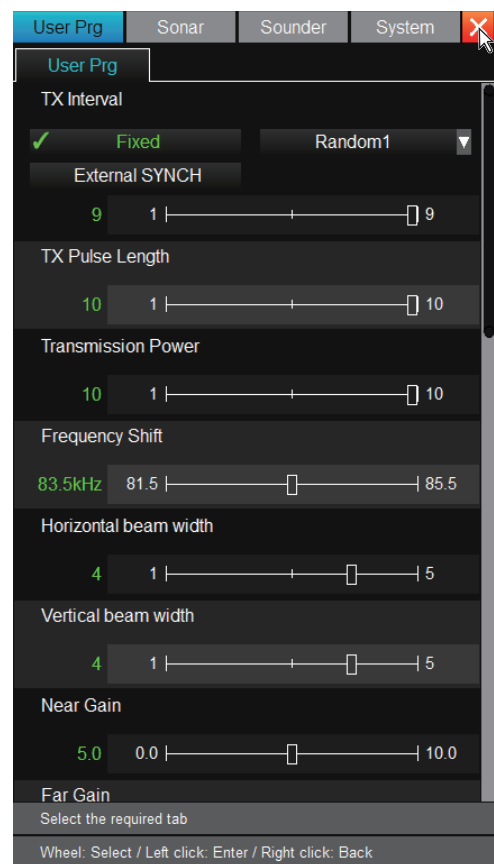 User Prg Sonar Sounder System
User Prg
TX Interval
✓ Fixed Random1
External SYNCH
9 1 9
TX Pulse Length
10 1 10
Transmission Power
10 1 10
Frequency Shift
83.5kHz 81.5 85.5
Horizontal beam width
4 1 5
Vertical beam width
4 1 5
Near Gain
5.0 0.0 10.0
Far Gain
Select the required tab
Wheel: Select / Left click: Enter / Right click: Back